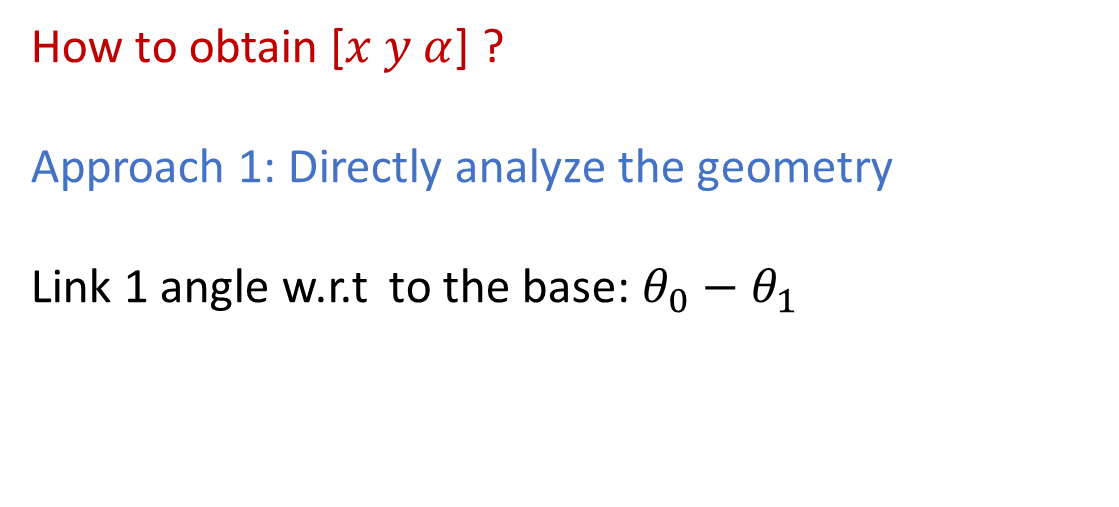 How to obtain [𝑥 𝑦 𝛼] ?
Approach 1: Directly analyze the geometry
Link 1 angle w.r.t to the base: 𝜃₀ − 𝜃₁